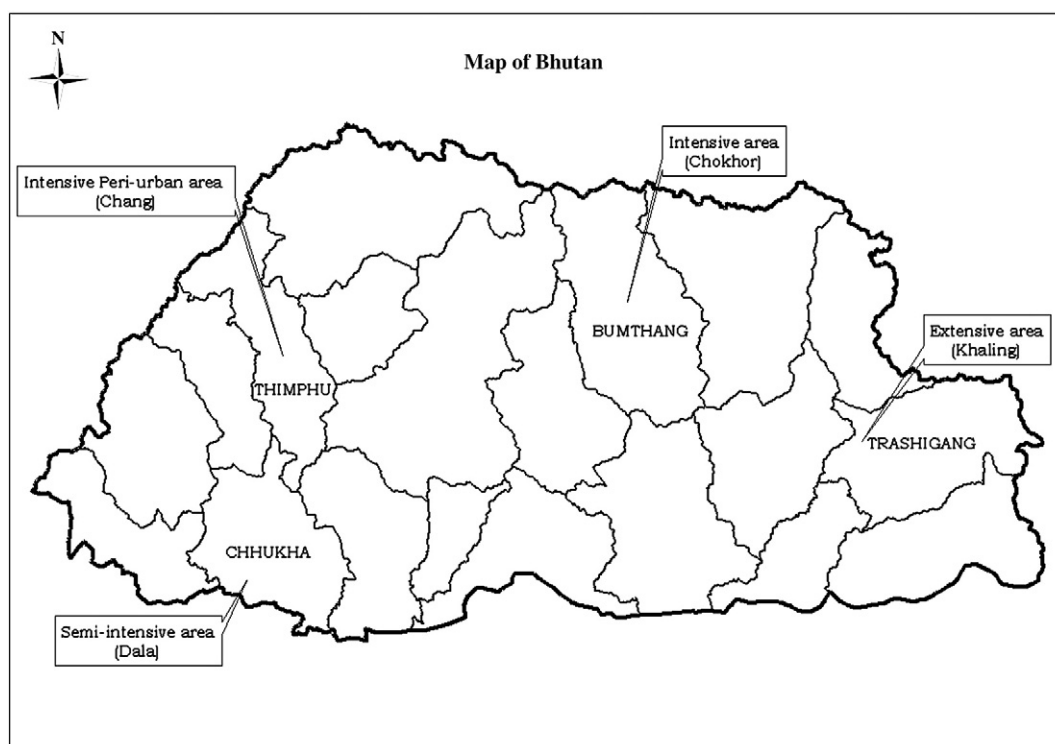 N
Map of Bhutan
Intensive area
(Chokhor)
Intensive Peri-urban area
(Chang)
BUMTHANG
Extensive area
(Khaling)
THIMPHU
TRASHIGANG
CHHUKHA
Semi-intensive area
(Dala)